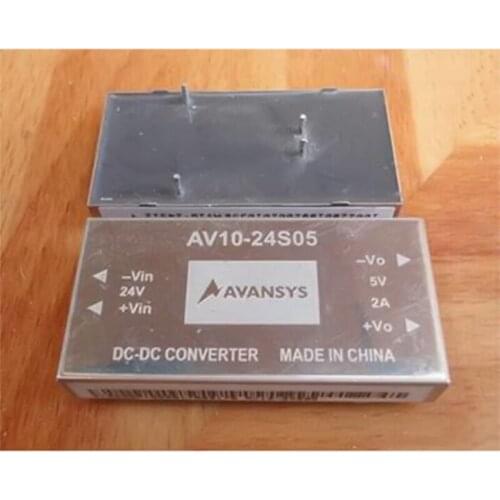 AV10-24S05
–Vin
24V
+Vin
AVANSYS
–Vo
5V
2A
+Vo
DC-DC CONVERTER MADE IN CHINA